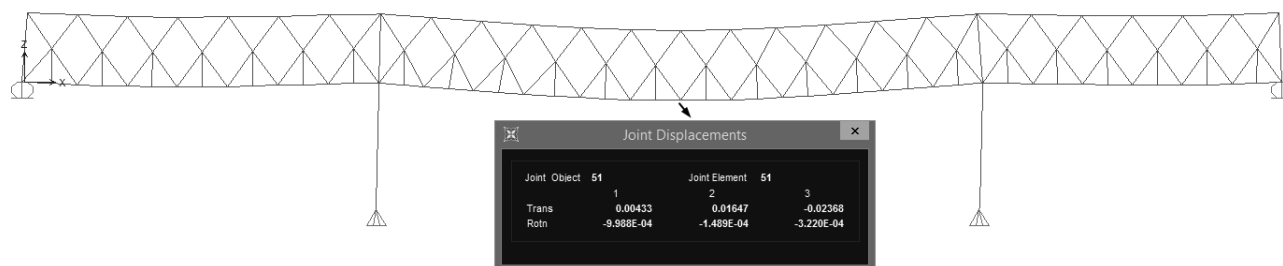 Z
X
Joint Displacements
×
Joint Object 51 Joint Element 51
1 2 3
Trans 0.00433 0.01647 -0.02368
Rotn -9.988E-04 -1.489E-04 -3.220E-04